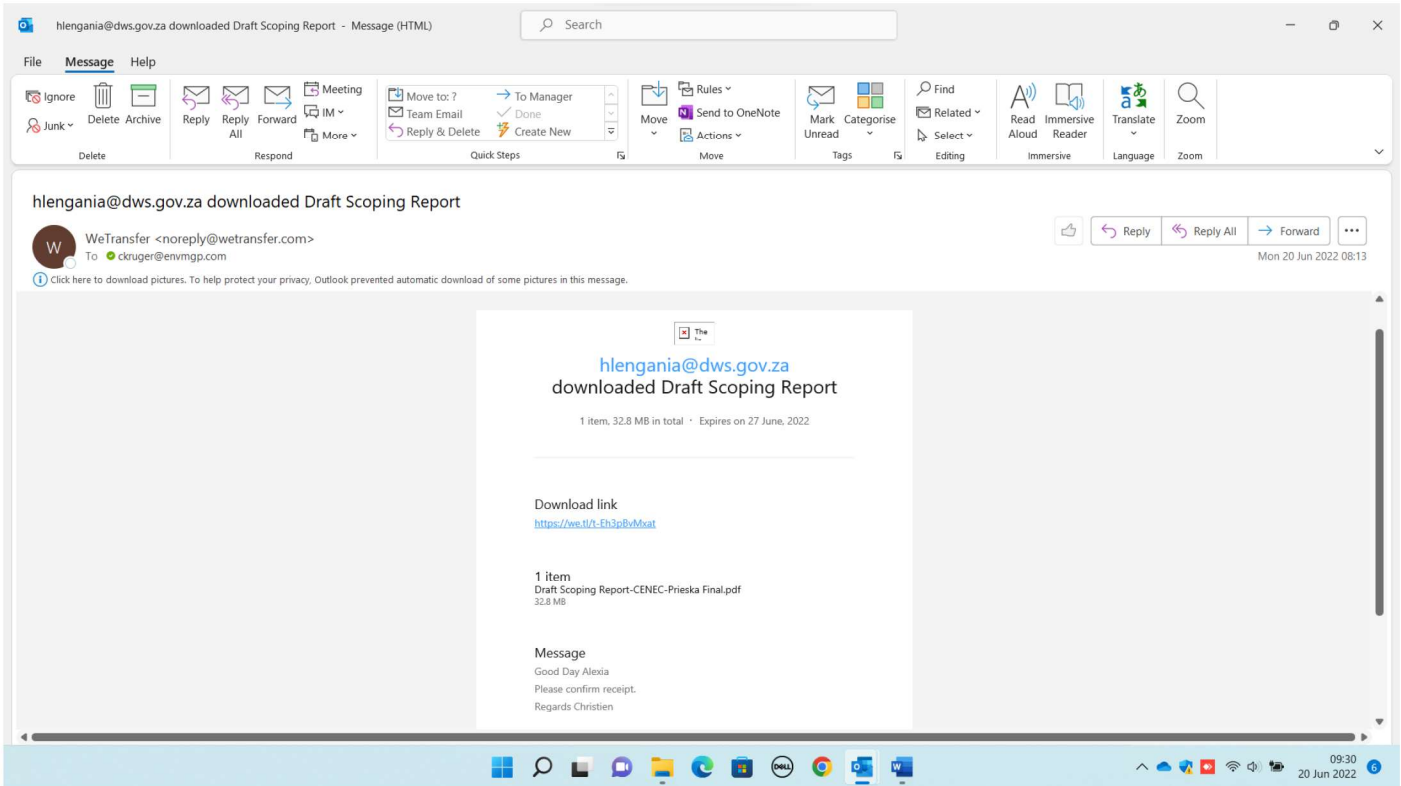 hlengania@dws.gov.za downloaded Draft Scoping Report - Message (HTML)
Search
File Message Help
Ignore
Junk
Delete
Archive
Delete
Reply
Reply All
Forward
Meeting
IM
More
Respond
Move to: ?
To Manager
Team Email
Done
Reply & Delete
Create New
Quick Steps
Move
Rules
Send to OneNote
Actions
Move
Mark Unread
Categorise
Tags
Find
Related
Select
Editing
Read Aloud
Immersive Reader
Immersive
Translate
Language
Zoom
Zoom
hlengania@dws.gov.za downloaded Draft Scoping Report
W
WeTransfer <noreply@wetransfer.com>
To ckruger@envmgp.com
Reply
Reply All
Forward
Mon 20 Jun 2022 08:13
Click here to download pictures. To help protect your privacy, Outlook prevented automatic download of some pictures in this message.
The
hlengania@dws.gov.za
downloaded Draft Scoping Report
1 item, 32.8 MB in total · Expires on 27 June, 2022
Download link
https://we.tl/t-Eh3pBvMxat
1 item
Draft Scoping Report-CENEC-Prieska Final.pdf
32.8 MB
Message
Good Day Alexia
Please confirm receipt.
Regards Christien
DELL
09:30
20 Jun 2022
6